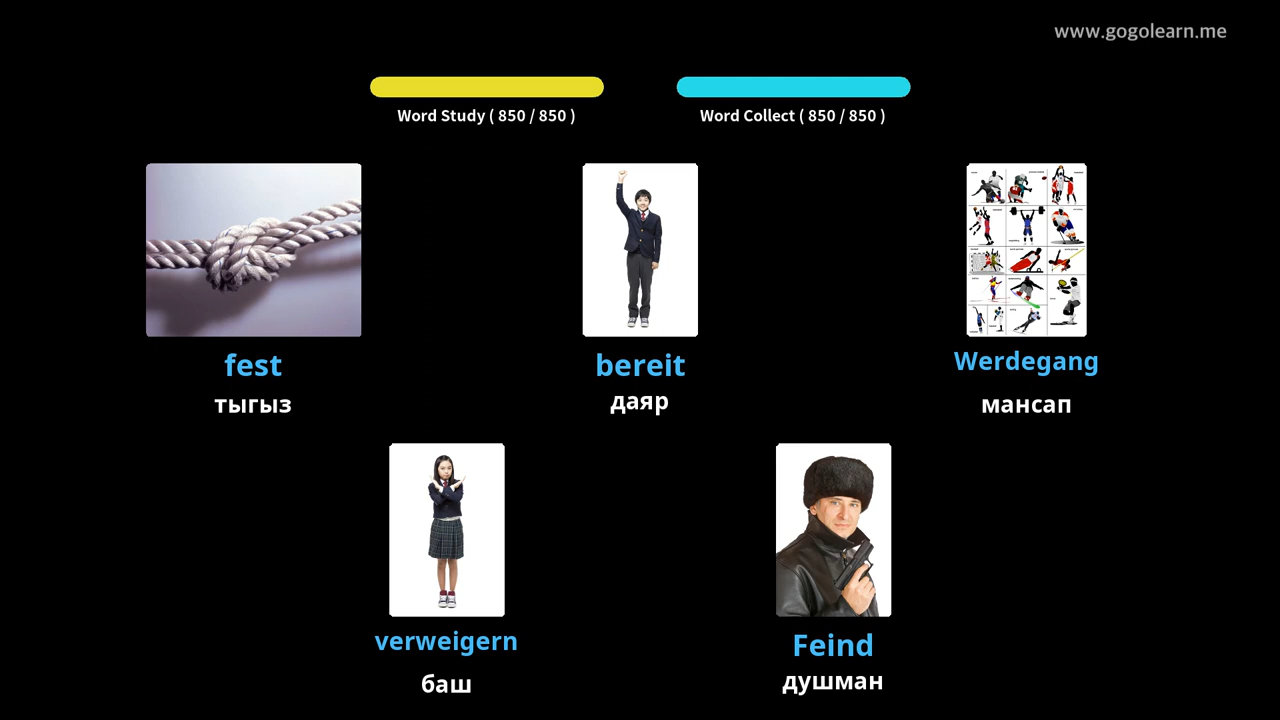 www.gogolearn.me
Word Study ( 850 / 850 )
Word Collect ( 850 / 850 )
fest
тыгыз
bereit
даяр
Werdegang
мансап
verweigern
баш
Feind
душман